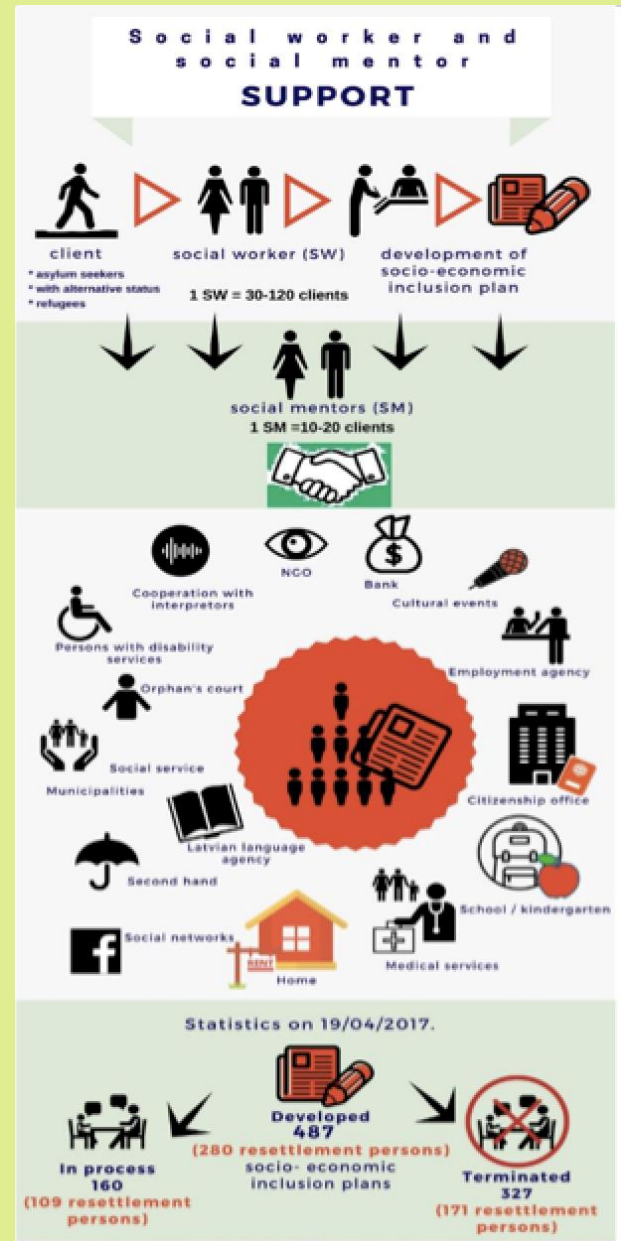 Social worker and
social mentor
SUPPORT
client
* asylum seekers
* with alternative status
* refugees
social worker (SW)
1 SW = 30-120 clients
development of
socio-economic
inclusion plan
social mentors (SM)
1 SM =10-20 clients
Cooperation with
interpretors
NGO
$
Bank
Cultural events
Persons with disability
services
Employment agency
Orphan's court
Social service
Municipalities
Citizenship office
Latvian language
agency
Second hand
School / kindergarten
f
Social networks
RENT
Home
Medical services
Statistics on 19/04/2017.
Developed
487
(280 resettlement persons)
socio- economic
inclusion plans
In process
160
(109 resettlement
persons)
Terminated
327
(171 resettlement
persons)